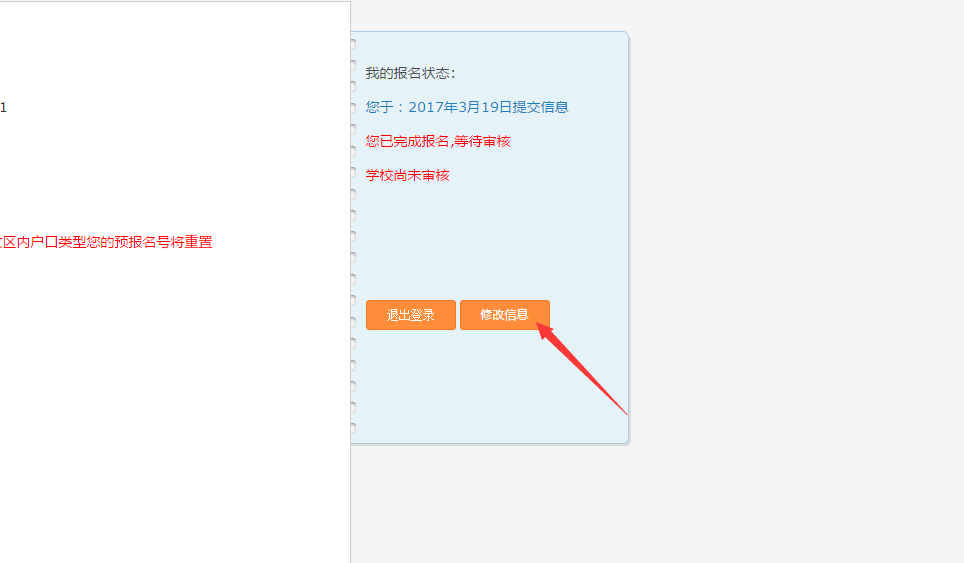 我的报名状态：
1
您于：2017年3月19日提交信息
您已完成报名,等待审核
学校尚未审核
区内户口类型您的预报名号将重置
退出登录 修改信息